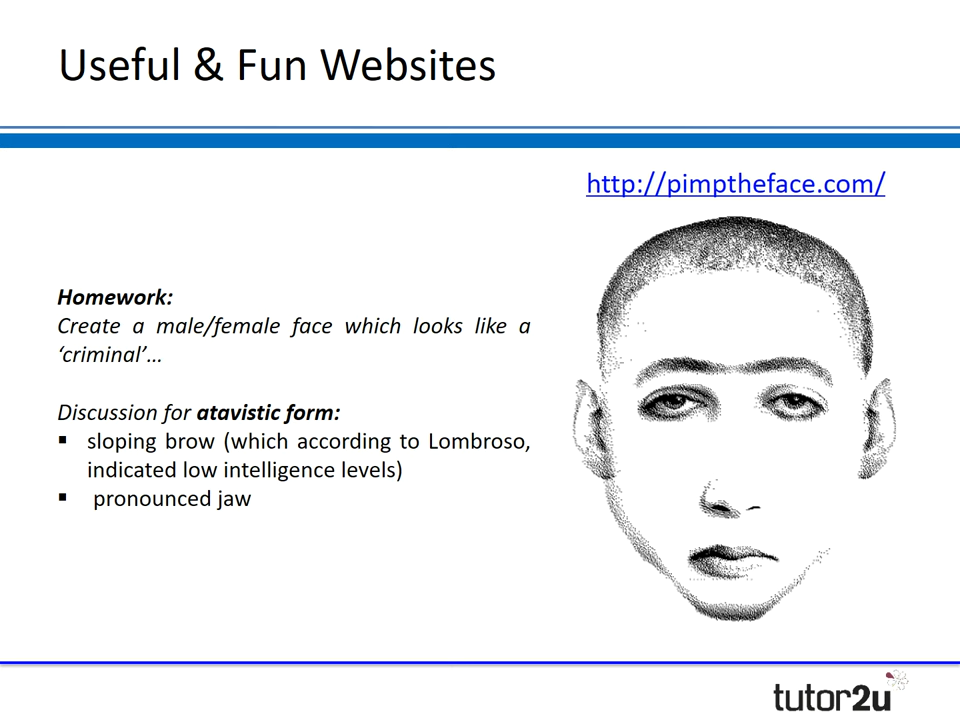 Useful & Fun Websites
http://pimptheface.com/
Homework:
Create a male/female face which looks like a
‘criminal’…
Discussion for atavistic form:
▪ sloping brow (which according to Lombroso,
indicated low intelligence levels)
▪ pronounced jaw
tutor2u